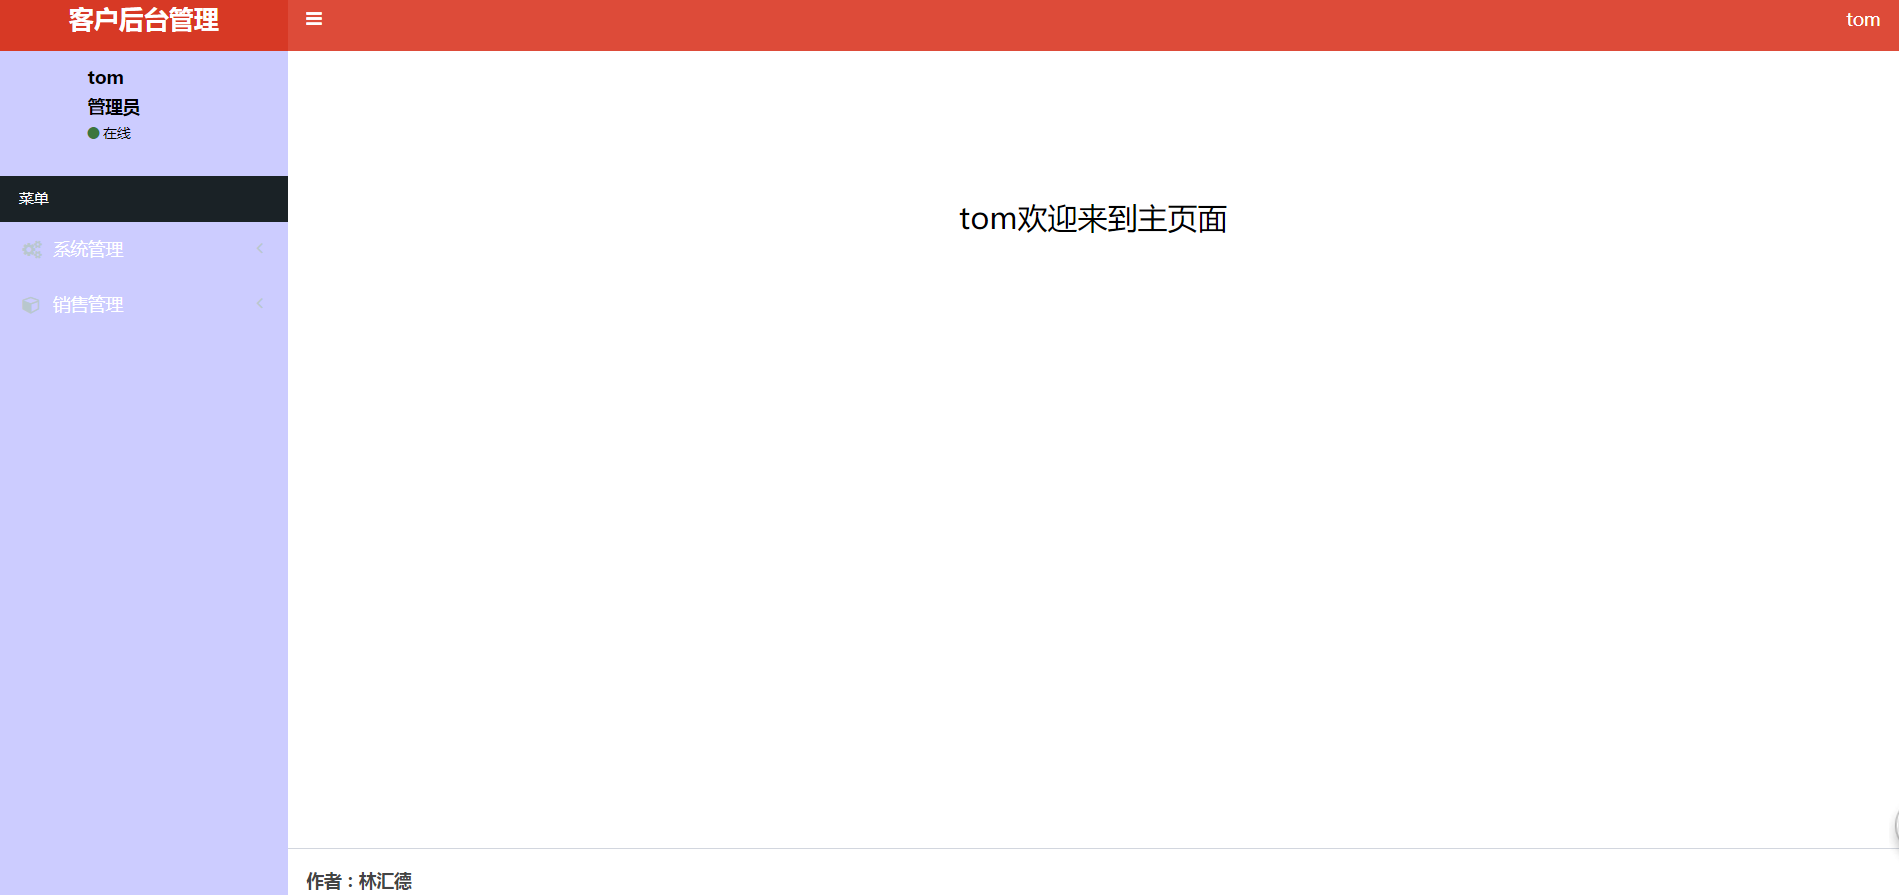 客户后台管理
tom
tom
管理员
在线
菜单
系统管理
销售管理
tom欢迎来到主页面
作者：林汇德